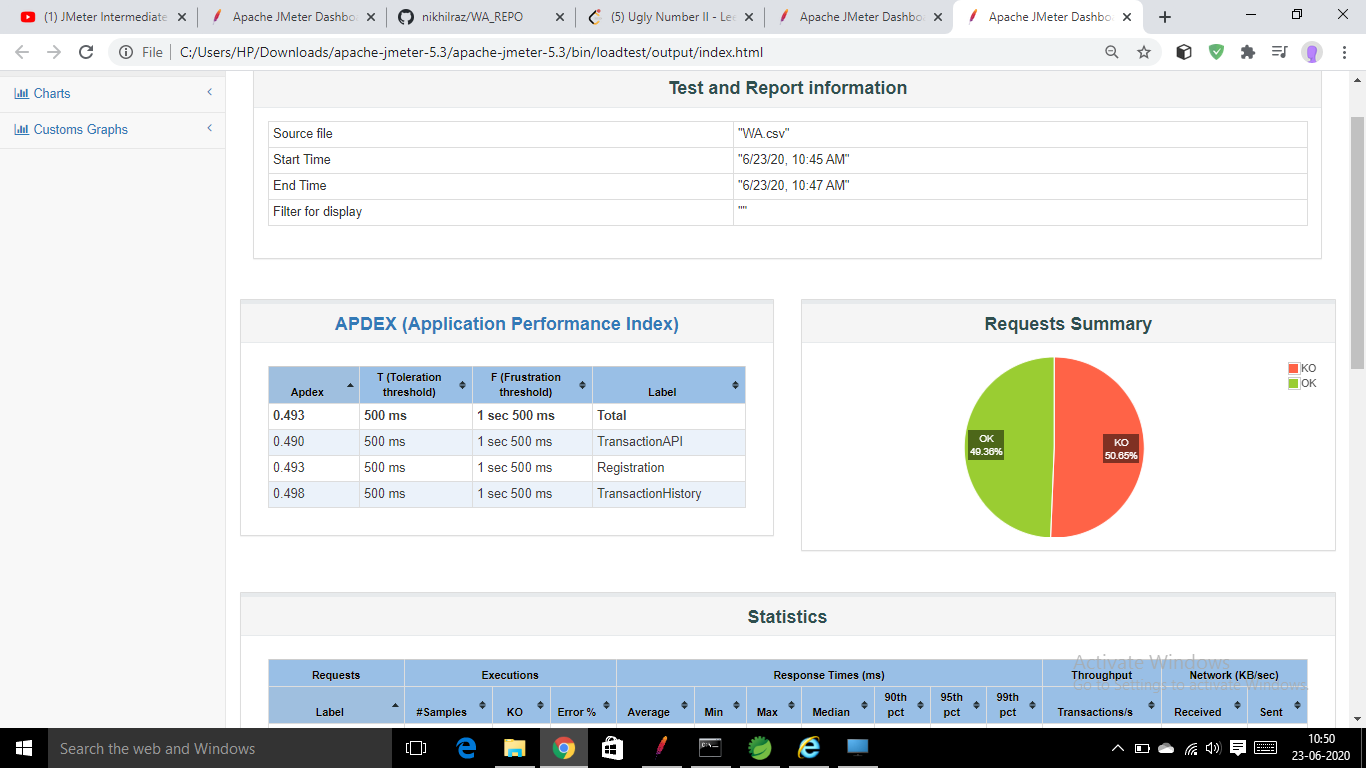 (1) JMeter Intermediate
Apache JMeter Dashbo
nikhilraz/WA_REPO
(5) Ugly Number II - Le
Apache JMeter Dashbo
Apache JMeter Dashbo
File
C:/Users/HP/Downloads/apache-jmeter-5.3/apache-jmeter-5.3/bin/loadtest/output/index.html
Charts
Customs Graphs
Test and Report information
Source file "WA.csv"
Start Time "6/23/20, 10:45 AM"
End Time "6/23/20, 10:47 AM"
Filter for display ""
APDEX (Application Performance Index)
Apdex T (Toleration threshold) F (Frustration threshold) Label
0.493 500 ms 1 sec 500 ms Total
0.490 500 ms 1 sec 500 ms TransactionAPI
0.493 500 ms 1 sec 500 ms Registration
0.498 500 ms 1 sec 500 ms TransactionHistory
Requests Summary
KO
OK
OK
49.36%
KO
50.65%
Statistics
Requests Executions Response Times (ms) Throughput Network (KB/sec)
Label #Samples KO Error % Average Min Max Median 90th pct 95th pct 99th pct Transactions/s Received Sent
Activate Windows
Go to Settings to activate Windows.
Search the web and Windows
10:50
23-06-2020